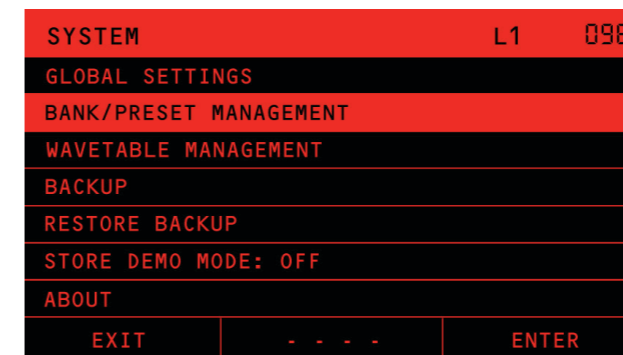 SYSTEM L1 098
GLOBAL SETTINGS
BANK/PRESET MANAGEMENT
WAVETABLE MANAGEMENT
BACKUP
RESTORE BACKUP
STORE DEMO MODE: OFF
ABOUT
EXIT - - - - ENTER